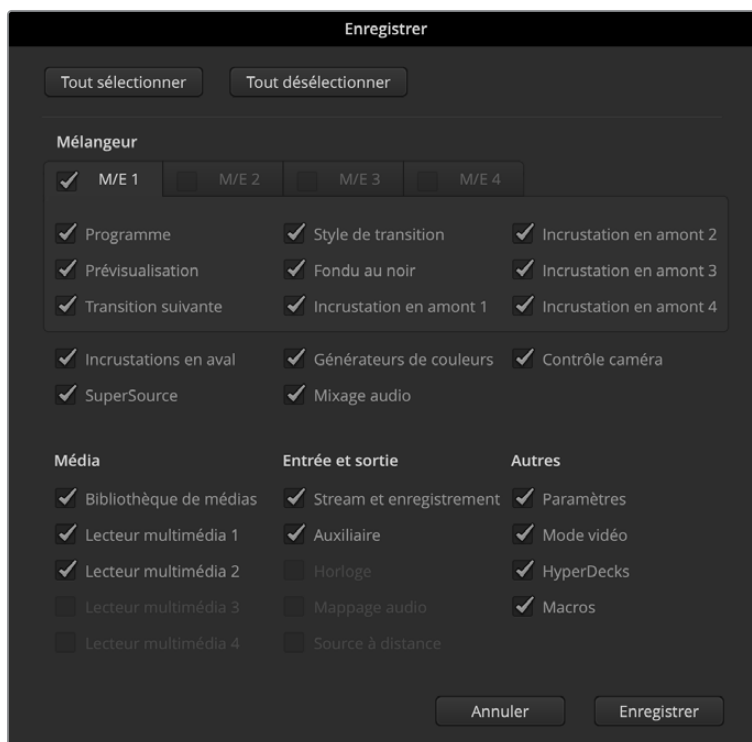 Enregistrer
Tout sélectionner Tout désélectionner
Mélangeur
M/E 1 M/E 2 M/E 3 M/E 4
Programme Style de transition Incrustation en amont 2
Prévisualisation Fondu au noir Incrustation en amont 3
Transition suivante Incrustation en amont 1 Incrustation en amont 4
Incrustations en aval Générateurs de couleurs Contrôle caméra
SuperSource Mixage audio
Média Entrée et sortie Autres
Bibliothèque de médias Stream et enregistrement Paramètres
Lecteur multimédia 1 Auxiliaire Mode vidéo
Lecteur multimédia 2 Horloge HyperDecks
Lecteur multimédia 3 Mappage audio Macros
Lecteur multimédia 4 Source à distance
Annuler Enregistrer